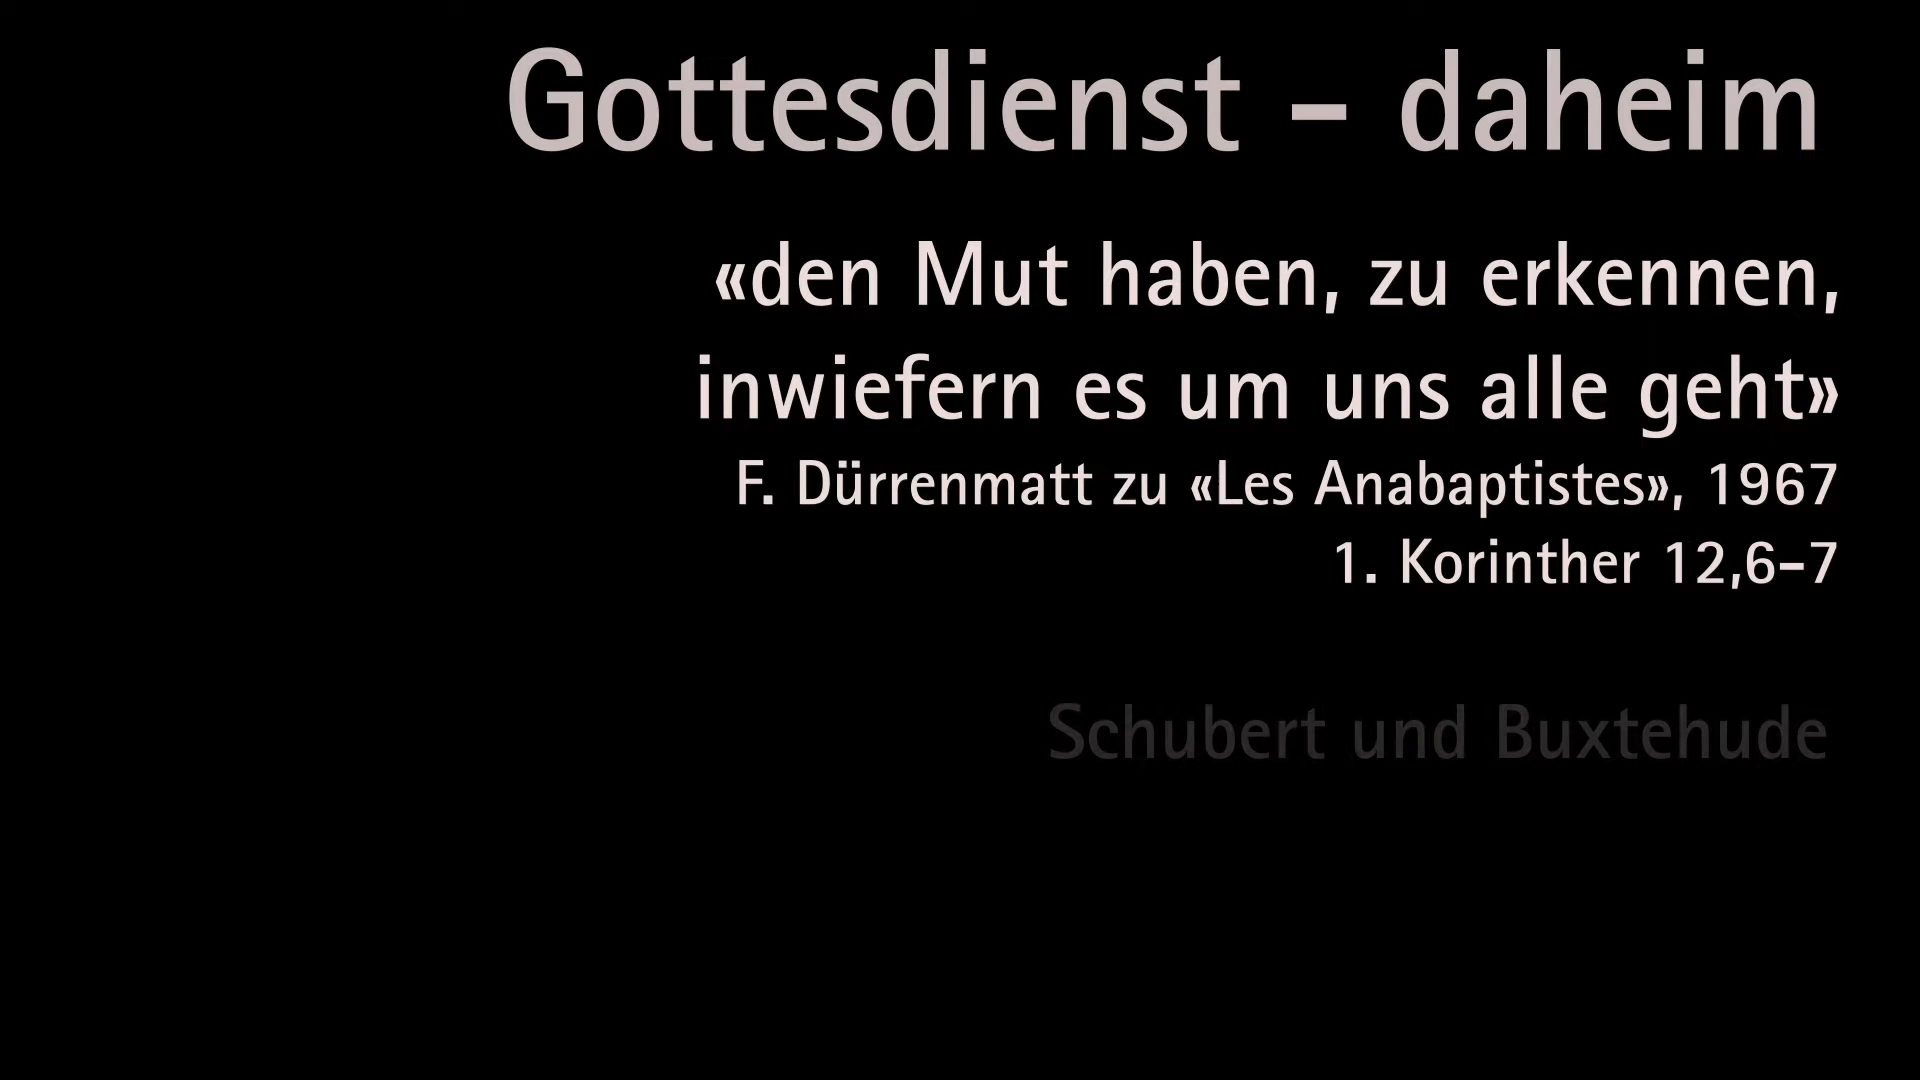 Gottesdienst - daheim
«den Mut haben, zu erkennen,
inwiefern es um uns alle geht»
F. Dürrenmatt zu «Les Anabaptistes», 1967
1. Korinther 12,6-7
Schubert und Buxtehude